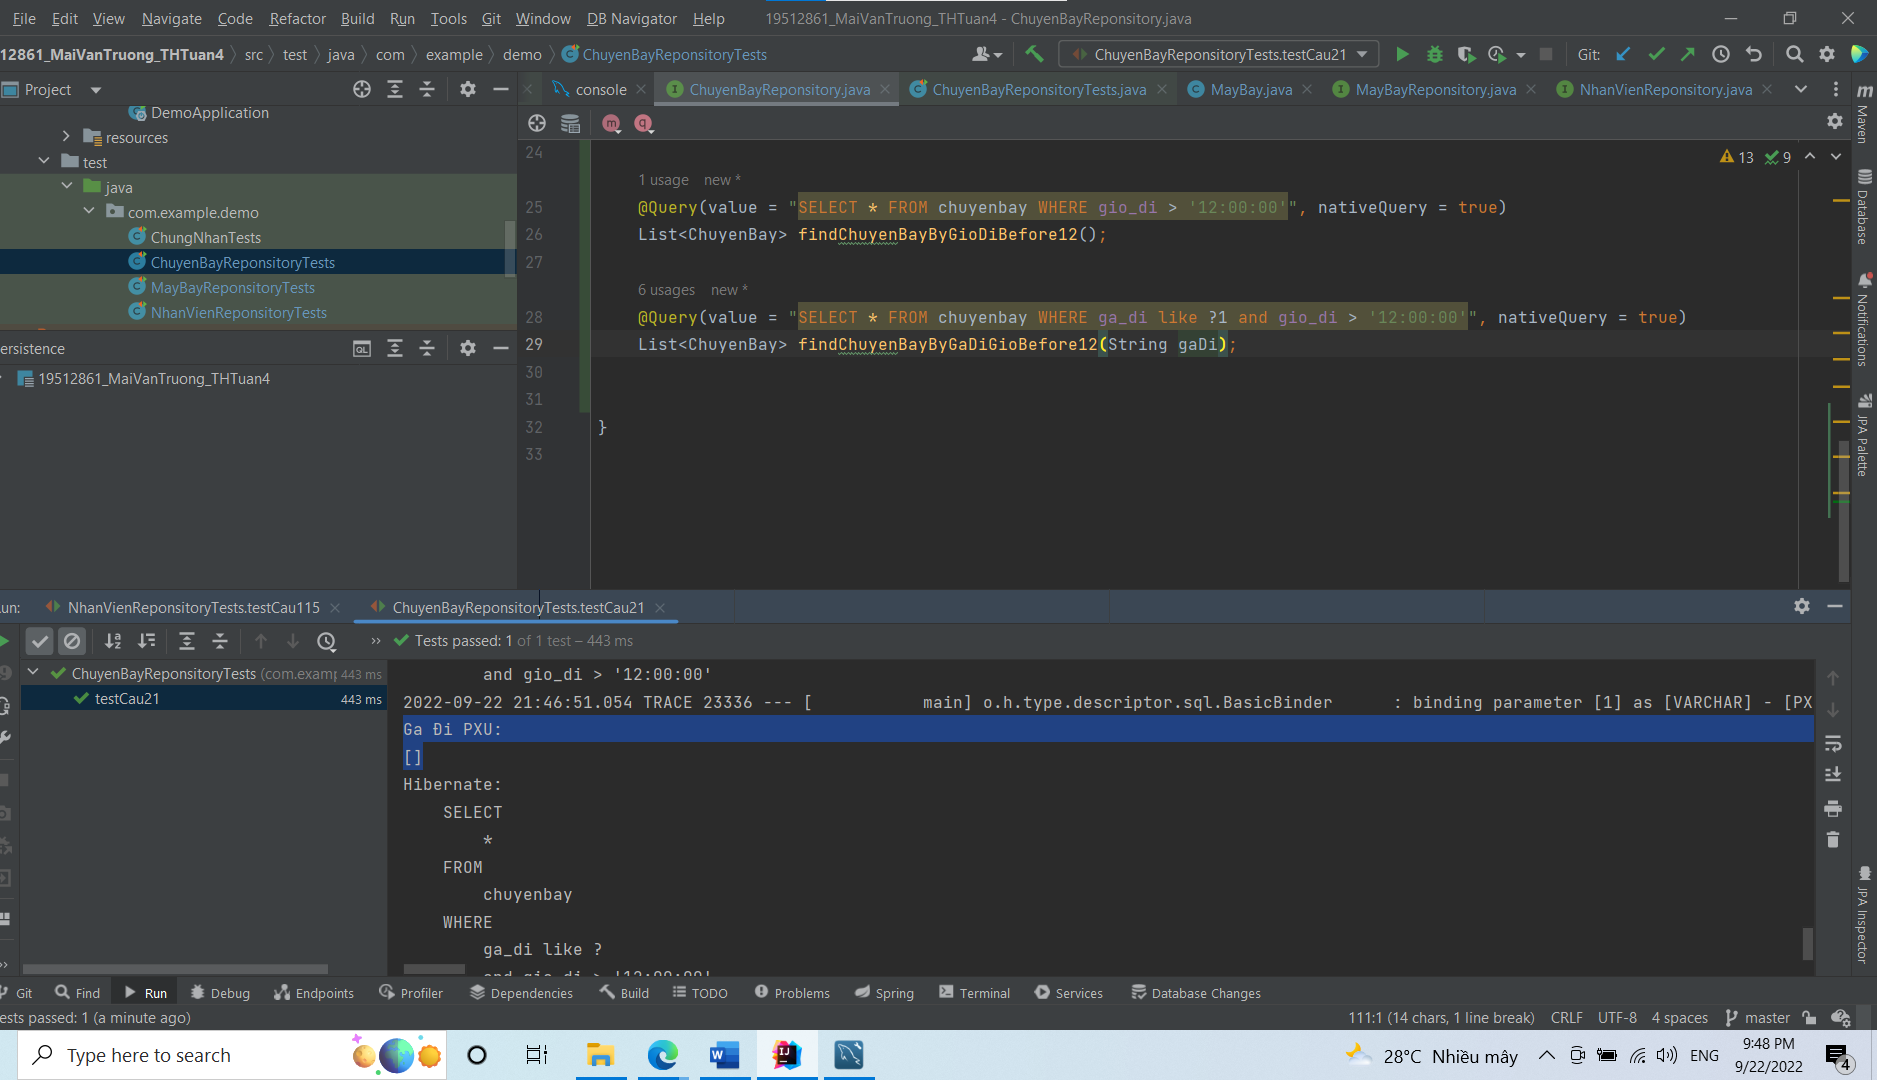 File Edit View Navigate Code Refactor Build Run Tools Git Window DB Navigator Help 19512861_MaiVanTruong_THTuan4 - ChuyenBayReponsitory.java
12861_MaiVanTruong_THTuan4 src test java com example demo ChuyenBayReponsitoryTests ChuyenBayReponsitoryTests.testCau21 Git:
Project console ChuyenBayReponsitory.java ChuyenBayReponsitoryTests.java MayBay.java MayBayReponsitory.java NhanVienReponsitory.java
DemoApplication
resources
test
java
com.example.demo
ChungNhanTests
ChuyenBayReponsitoryTests
MayBayReponsitoryTests
NhanVienReponsitoryTests
ersistence
19512861_MaiVanTruong_THTuan4
13 9
24
1 usage new *
25 @Query(value = "SELECT * FROM chuyenbay WHERE gio_di > '12:00:00'", nativeQuery = true)
26 List<ChuyenBay> findChuyenBayByGioDiBefore12();
27
6 usages new *
28 @Query(value = "SELECT * FROM chuyenbay WHERE ga_di like ?1 and gio_di > '12:00:00'", nativeQuery = true)
29 List<ChuyenBay> findChuyenBayByGaDiGioBefore12(String gaDi);
30
31
32 }
33
Maven
Database
Notifications
JPA Palette
JPA Inspector
un: NhanVienReponsitoryTests.testCau115 ChuyenBayReponsitoryTests.testCau21
Tests passed: 1 of 1 test – 443 ms
ChuyenBayReponsitoryTests (com.examp 443 ms
testCau21 443 ms
and gio_di > '12:00:00'
2022-09-22 21:46:51.054 TRACE 23336 --- [ main] o.h.type.descriptor.sql.BasicBinder : binding parameter [1] as [VARCHAR] - [PX
Ga Đi PXU:
[]
Hibernate:
SELECT
*
FROM
chuyenbay
WHERE
ga_di like ?
and gio_di > '12:00:00'
Git Find Run Debug Endpoints Profiler Dependencies Build TODO Problems Spring Terminal Services Database Changes
ests passed: 1 (a minute ago) 111:1 (14 chars, 1 line break) CRLF UTF-8 4 spaces master
Type here to search 28°C Nhiều mây ENG 9:48 PM
9/22/2022 4